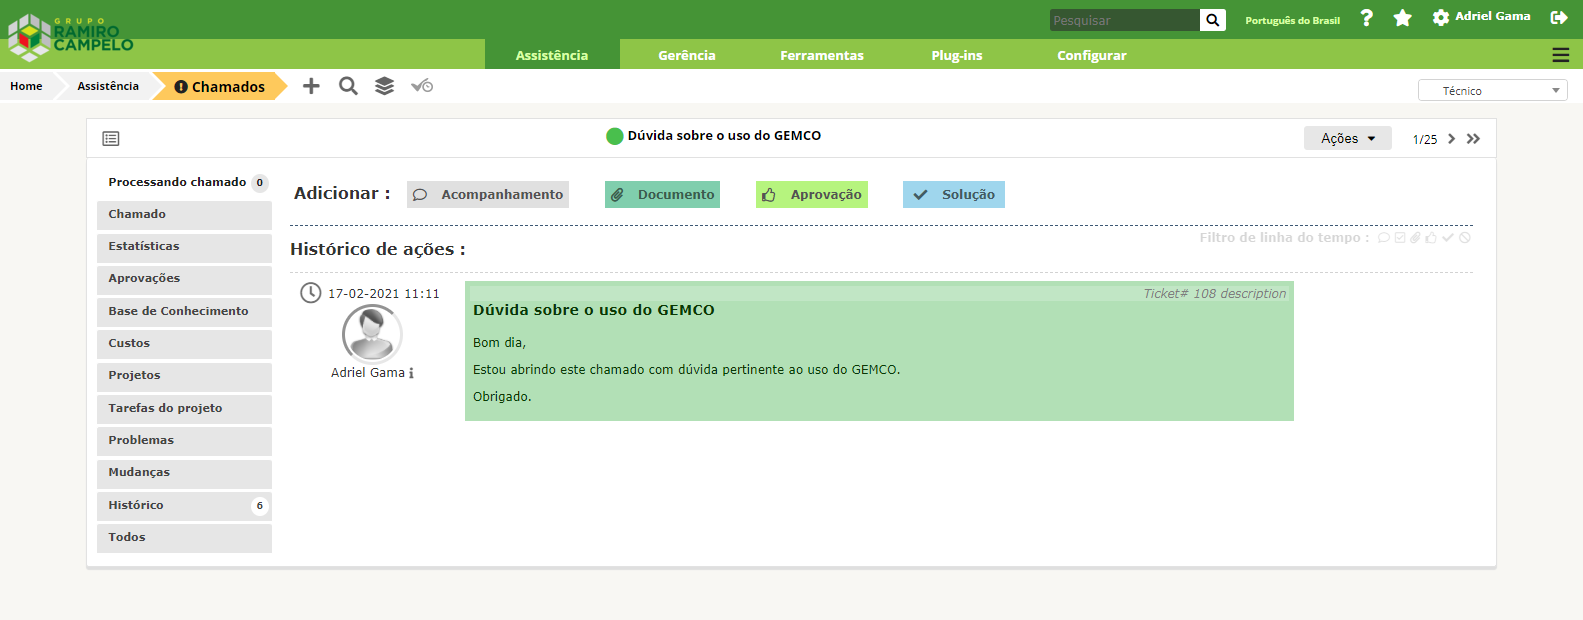 GRUPO
RAMIRO
CAMPELO
Pesquisar
Português do Brasil
Adriel Gama
Assistência
Gerência
Ferramentas
Plug-ins
Configurar
Home
Assistência
Chamados
Técnico
Dúvida sobre o uso do GEMCO
Ações
1/25
Processando chamado 0
Chamado
Estatísticas
Aprovações
Base de Conhecimento
Custos
Projetos
Tarefas do projeto
Problemas
Mudanças
Histórico 6
Todos
Adicionar :
Acompanhamento
Documento
Aprovação
Solução
Filtro de linha do tempo :
Histórico de ações :
17-02-2021 11:11
Adriel Gama
Ticket# 108 description
Dúvida sobre o uso do GEMCO
Bom dia,
Estou abrindo este chamado com dúvida pertinente ao uso do GEMCO.
Obrigado.